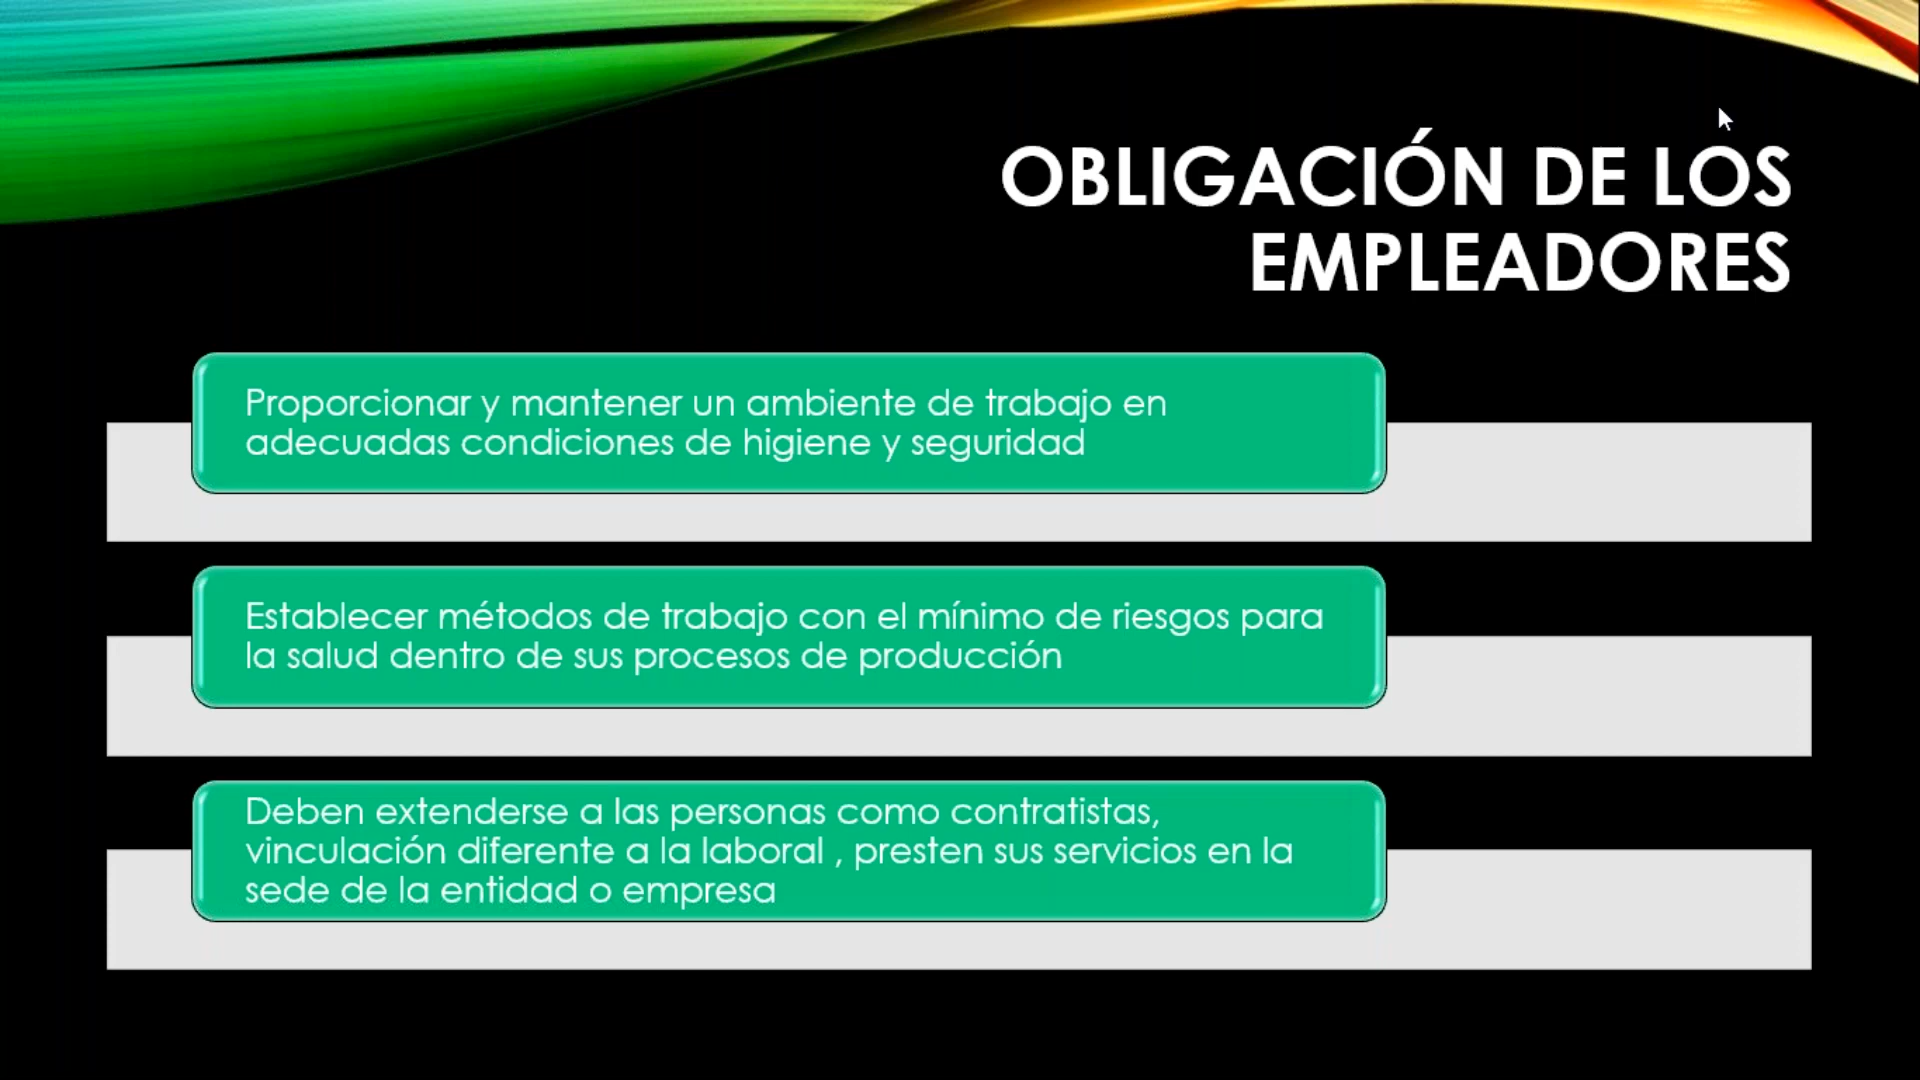 OBLIGACIÓN DE LOS
EMPLEADORES
Proporcionar y mantener un ambiente de trabajo en
adecuadas condiciones de higiene y seguridad
Establecer métodos de trabajo con el mínimo de riesgos para
la salud dentro de sus procesos de producción
Deben extenderse a las personas como contratistas,
vinculación diferente a la laboral , presten sus servicios en la
sede de la entidad o empresa